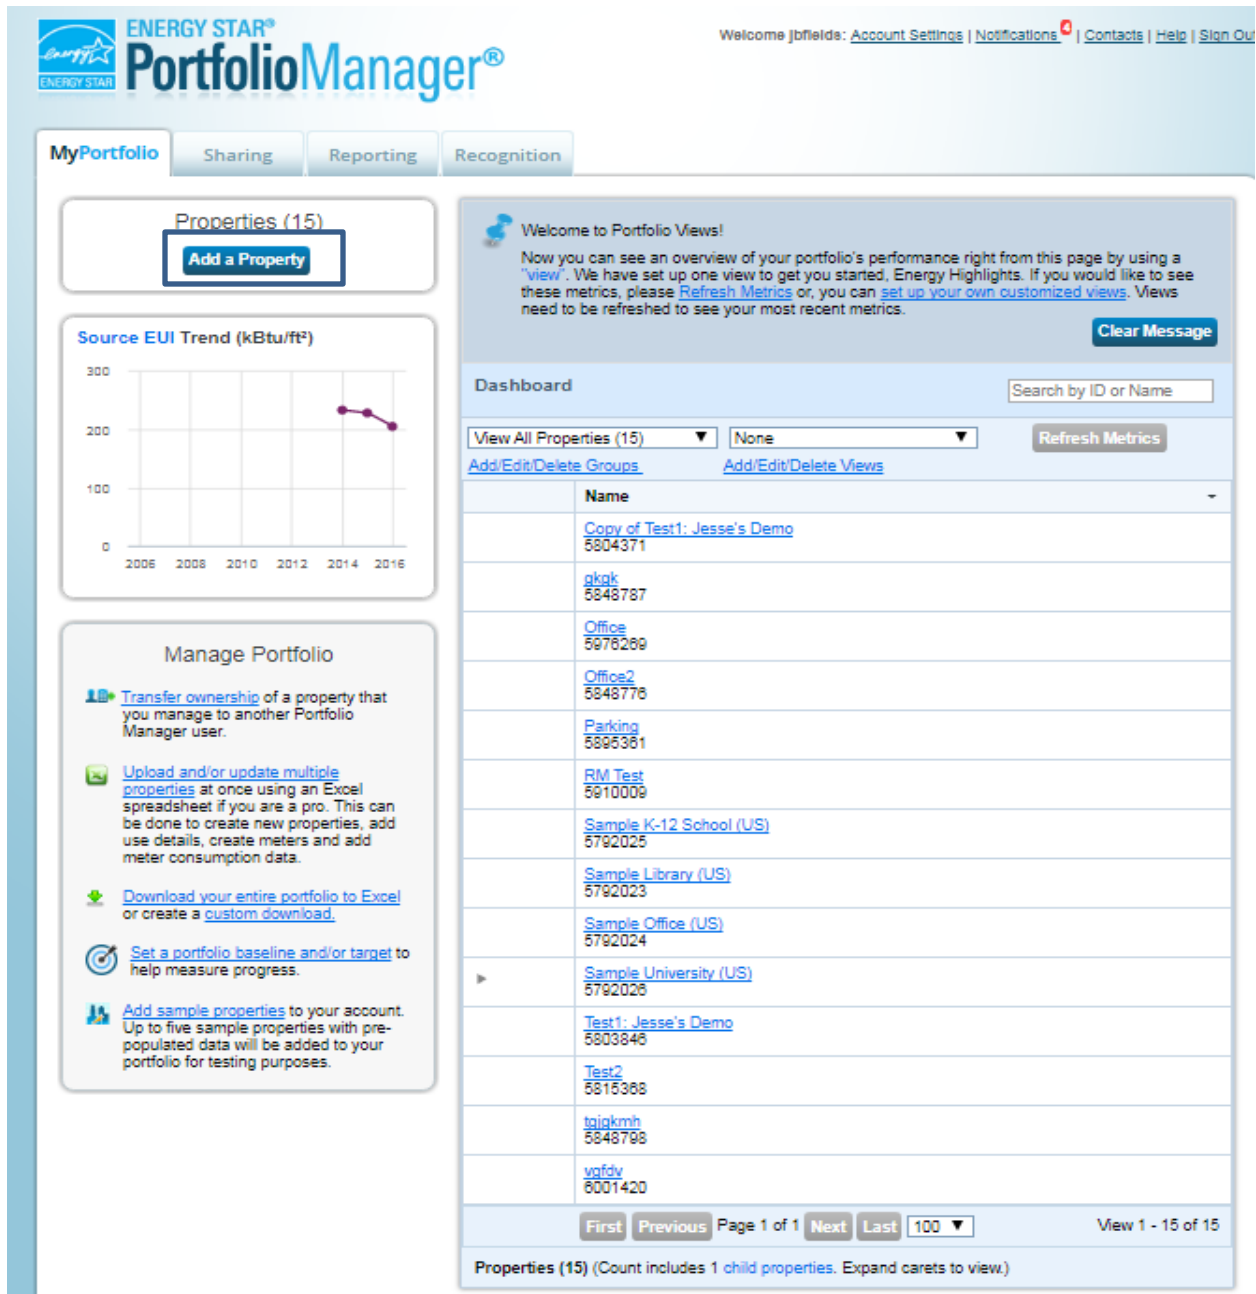 ENERGY STAR®
PortfolioManager®
energy
ENERGY STAR
Welcome jbfields: Account Settings | Notifications 4 | Contacts | Help | Sign Out
MyPortfolio
Sharing
Reporting
Recognition
Properties (15)
Add a Property
Source EUI Trend (kBtu/ft²)
300
200
100
0
2006 2008 2010 2012 2014 2016
Manage Portfolio
Transfer ownership of a property that
you manage to another Portfolio
Manager user.
Upload and/or update multiple
properties at once using an Excel
spreadsheet if you are a pro. This can
be done to create new properties, add
use details, create meters and add
meter consumption data.
Download your entire portfolio to Excel
or create a custom download.
Set a portfolio baseline and/or target to
help measure progress.
Add sample properties to your account.
Up to five sample properties with pre-
populated data will be added to your
portfolio for testing purposes.
Welcome to Portfolio Views!
Now you can see an overview of your portfolio's performance right from this page by using a
"view". We have set up one view to get you started, Energy Highlights. If you would like to see
these metrics, please Refresh Metrics or, you can set up your own customized views. Views
need to be refreshed to see your most recent metrics.
Clear Message
Dashboard
Search by ID or Name
View All Properties (15) None Refresh Metrics
Add/Edit/Delete Groups Add/Edit/Delete Views
Name
Copy of Test1: Jesse's Demo
5804371
gkgk
5848787
Office
5976269
Office2
5848776
Parking
5895361
RM Test
5910009
Sample K-12 School (US)
5792025
Sample Library (US)
5792023
Sample Office (US)
5792024
Sample University (US)
5792026
Test1: Jesse's Demo
5803846
Test2
5815368
5848798
vgfdv
6001420
First Previous Page 1 of 1 Next Last 100 View 1 - 15 of 15
Properties (15) (Count includes 1 child properties. Expand carets to view.)